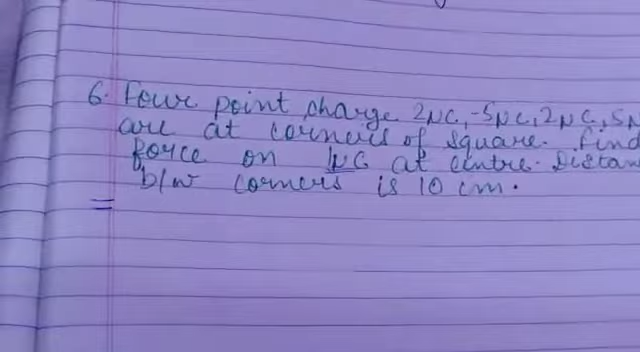 6. Four point charge 2μC, -5μC, 2μC, 5μ
are at corners of square. find
force on 1μC at centre. Distan
b/w corners is 10 cm.
=